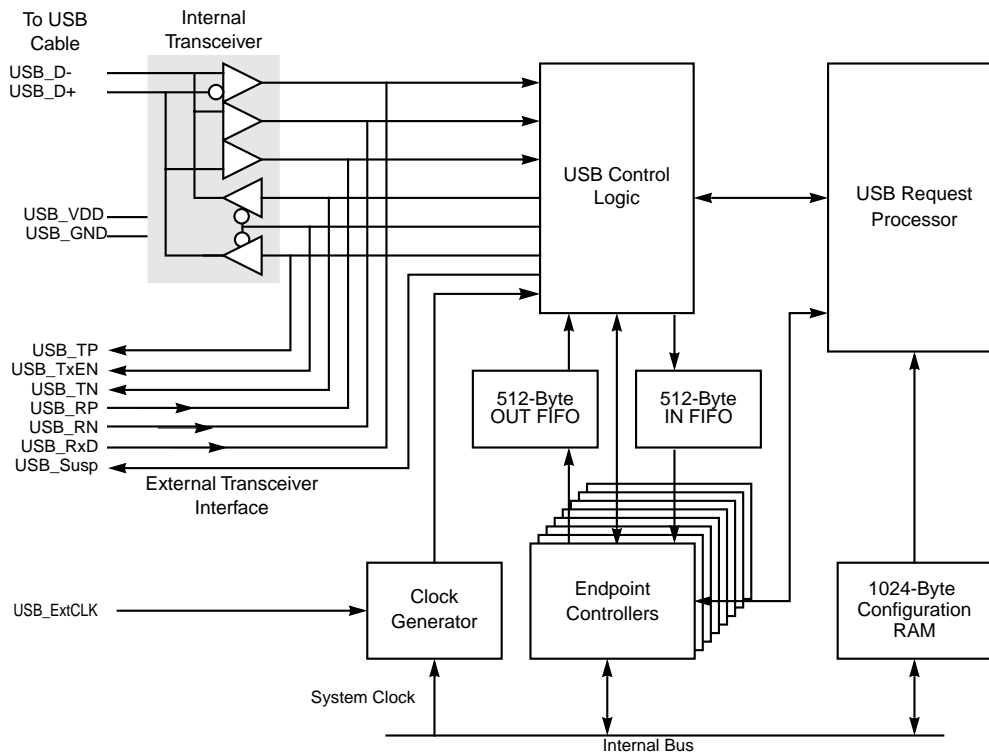 To USB
Cable
Internal
Transceiver
USB_D-
USB_D+
USB_VDD
USB_GND
USB Control
Logic
USB Request
Processor
USB_TP
USB_TxEN
USB_TN
USB_RP
USB_RN
USB_RxD
USB_Susp
External Transceiver
Interface
512-Byte
OUT FIFO
512-Byte
IN FIFO
USB_ExtCLK
Clock
Generator
Endpoint
Controllers
1024-Byte
Configuration
RAM
System Clock
Internal Bus